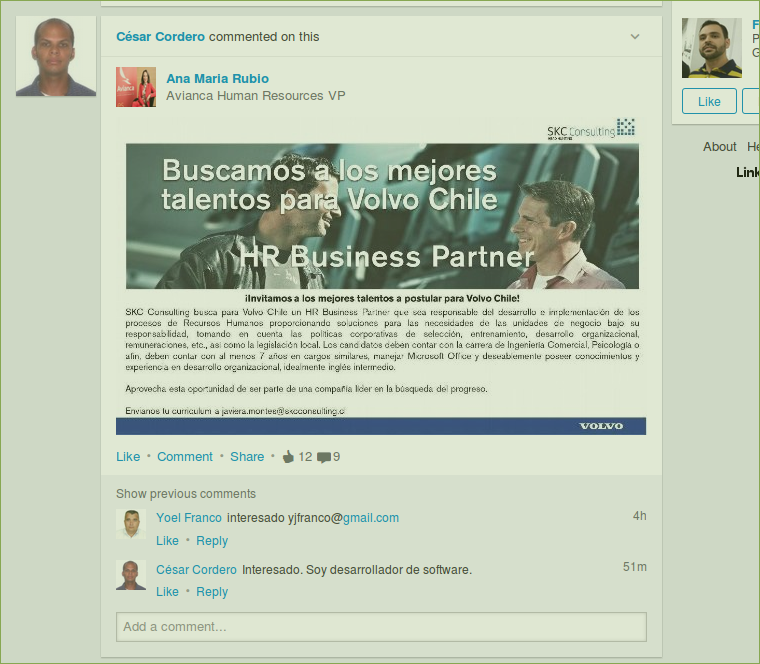 César Cordero commented on this
Ana Maria Rubio
Avianca Human Resources VP
Avianca
SKC Consulting
HEAD HUNTING
Buscamos a los mejores
talentos para Volvo Chile
HR Business Partner
¡Invitamos a los mejores talentos a postular para Volvo Chile!
SKC Consulting busca para Volvo Chile un HR Business Partner que sea responsable del desarrollo e implementación de los
procesos de Recursos Humanos proporcionando soluciones para las necesidades de las unidades de negocio bajo su
responsabilidad, tomando en cuenta las políticas corporativas de selección, entrenamiento, desarrollo organizacional,
remuneraciones, etc., así como la legislación local. Los candidatos deben contar con la carrera de Ingeniería Comercial, Psicología o
afin, deben contar con al menos 7 años en cargos similares, manejar Microsoft Office y deseablemente poseer conocimientos y
experiencia en desarrollo organizacional, idealmente inglés intermedio.
Aprovecha esta oportunidad de ser parte de una compañía líder en la búsqueda del progreso.
Envíanos tu curriculum a javiera.montes@skcconsulting.cl
VOLVO
Like • Comment • Share • 12 9
Show previous comments
Yoel Franco interesado yjfranco@gmail.com 4h
Like • Reply
César Cordero Interesado. Soy desarrollador de software. 51m
Like • Reply
Add a comment...
F
P
G
Like
About He
Link